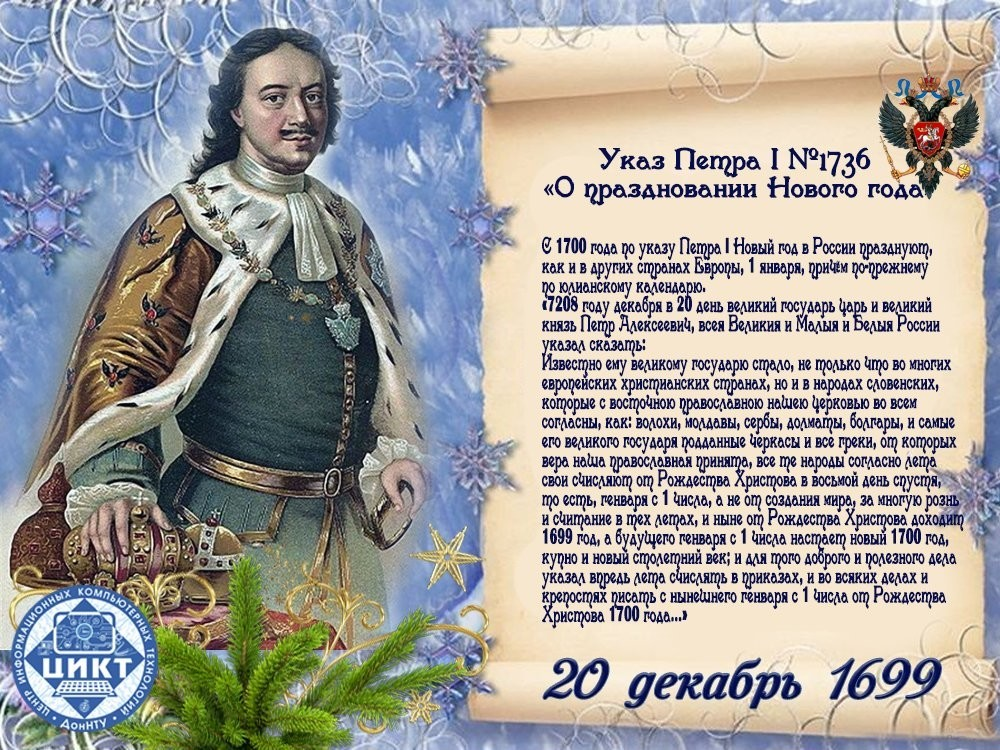 Указ Петра I №1736
«О праздновании Нового года»
С 1700 года по указу Петра I Новый год в России празднуют,
как и в других странах Европы, 1 января, причём по-прежнему
по юлианскому календарю.
«7208 году декабря в 20 день великий государь царь и великий
князь Петр Алексеевич, всея Великия и Малыя и Белыя России
указал сказать:
Известно ему великому государю стало, не только что во многих
европейских христианских странах, но и в народах словенских,
которые с восточною православною нашею церковью во всем
согласны, как: волохи, молдавы, сербы, долматы, болгары, и самые
его великого государя подданные черкасы и все греки, от которых
вера наша православная принята, все те народы согласно лета
свои счисляют от Рождества Христова в восьмой день спустя,
то есть, генваря с 1 числа, а не от создания мира, за многую рознь
и считание в тех летах, и ныне от Рождества Христова доходит
1699 год, а будущего генваря с 1 числа настает новый 1700 год,
купно и новый столетний век; и для того доброго и полезного дела
указал впредь лета счислять в приказах, и во всяких делах и
крепостях писать с нынешнего генваря с 1 числа от Рождества
Христова 1700 года...»
20 декабрь 1699
ЦЕНТР ИНФОРМАЦИОННЫХ КОМПЬЮТЕРНЫХ ТЕХНОЛОГИЙ
ЦИКТ
ДонНТУ